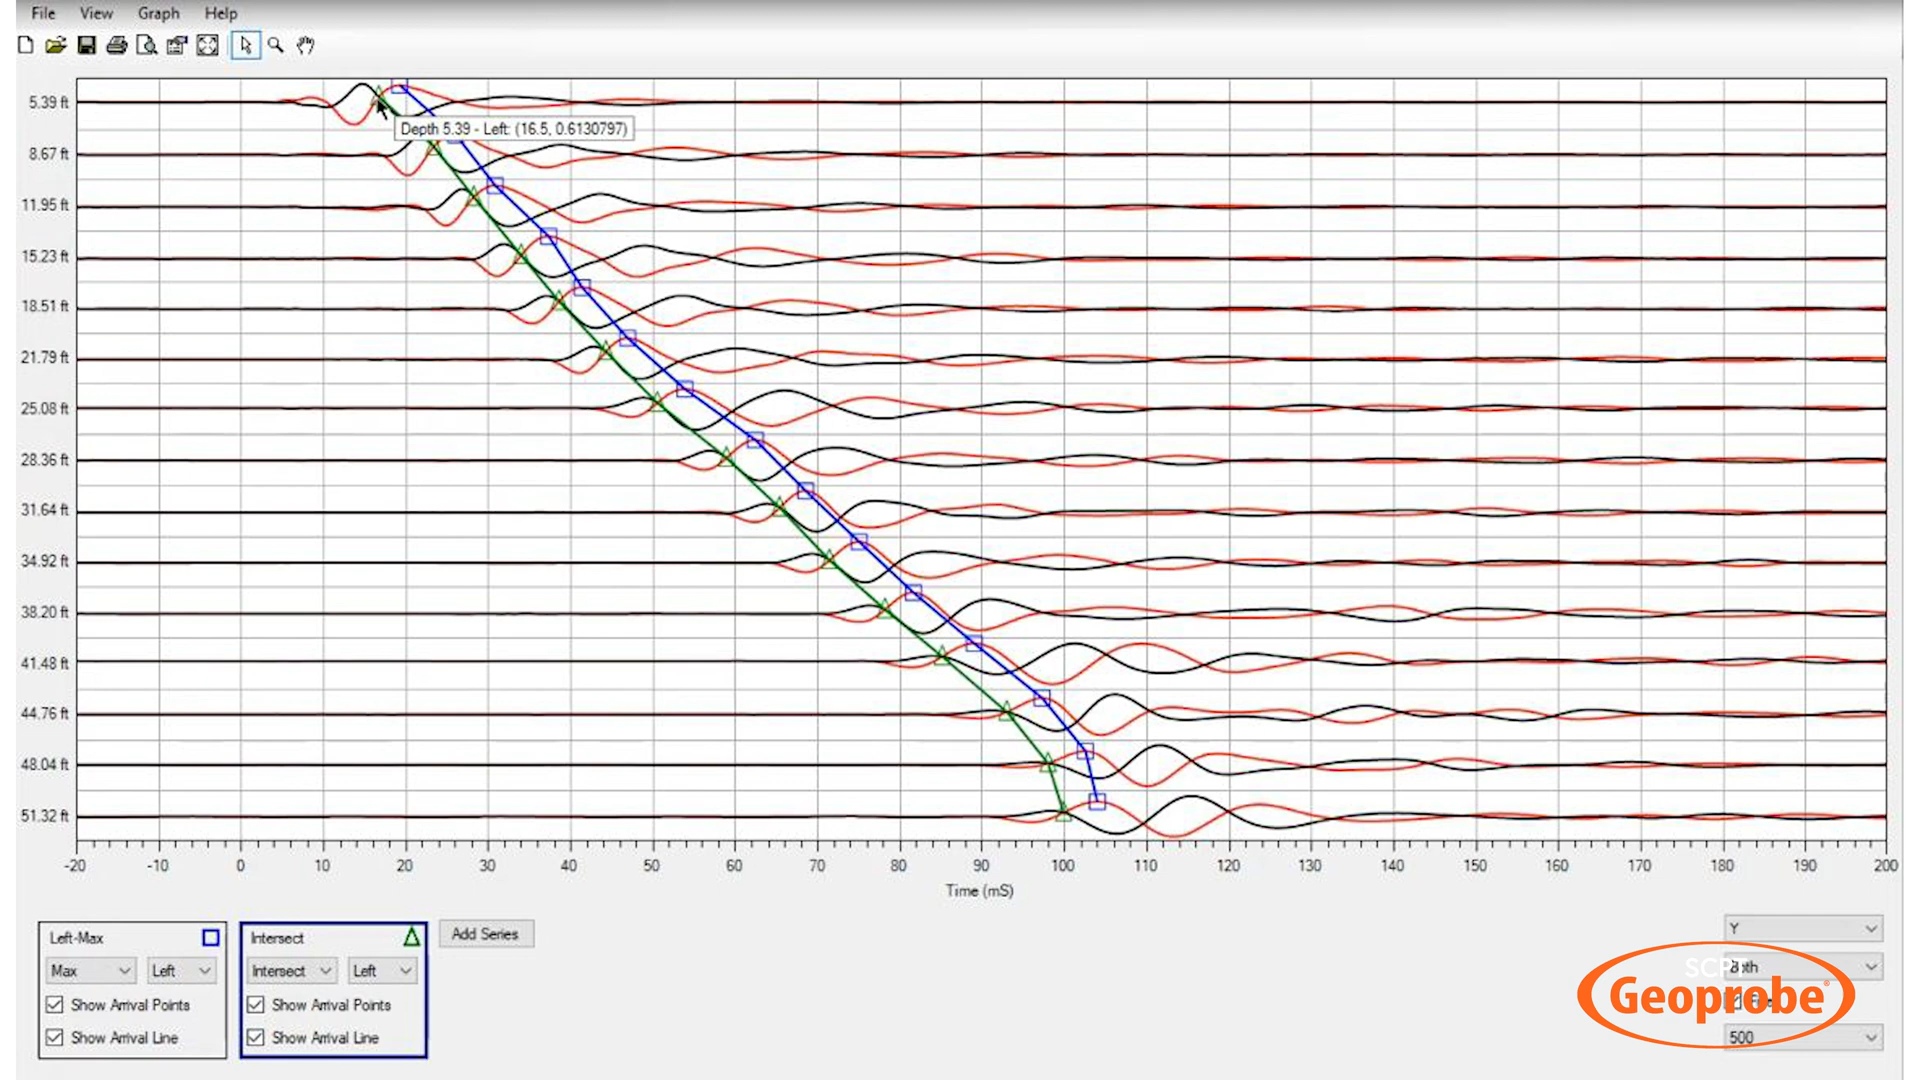 File View Graph Help
5.39 ft
Depth 5.39 - Left: (16.5, 0.6130797)
8.67 ft
11.95 ft
15.23 ft
18.51 ft
21.79 ft
25.08 ft
28.36 ft
31.64 ft
34.92 ft
38.20 ft
41.48 ft
44.76 ft
48.04 ft
51.32 ft
-20 -10 0 10 20 30 40 50 60 70 80 90 100 110 120 130 140 150 160 170 180 190 200
Time (mS)
Left-Max
Max Left
Show Arrival Points
Show Arrival Line
Intersect
Intersect Left
Show Arrival Points
Show Arrival Line
Add Series
Y
Both
SCPT
Geoprobe®
500